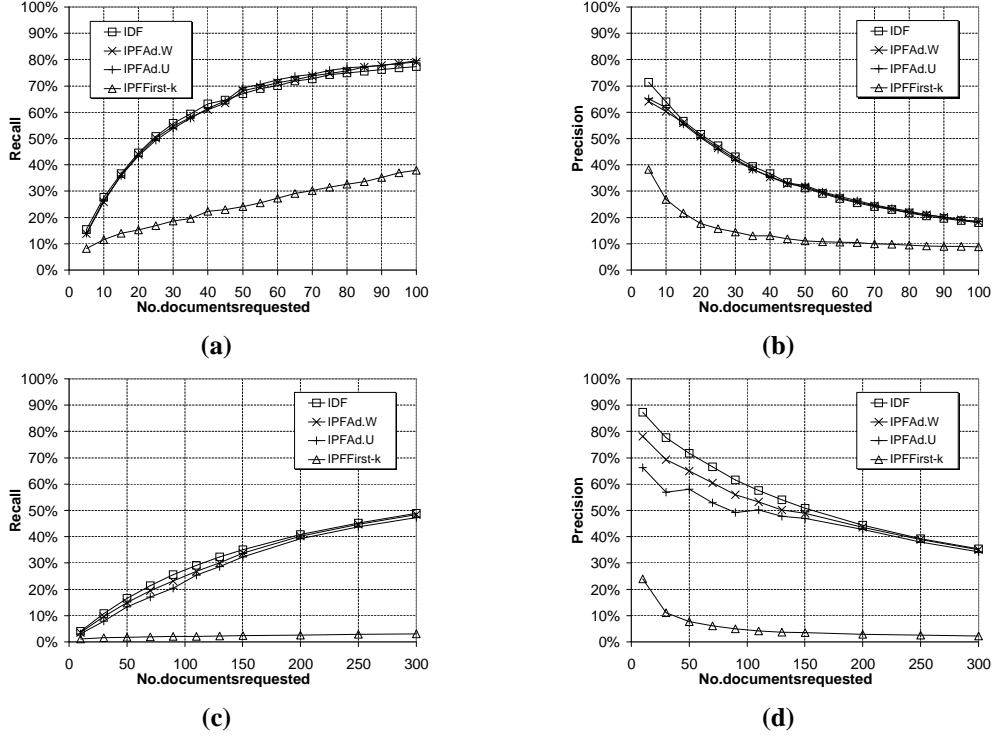 100%
90%
80%
70%
60%
50%
40%
30%
20%
10%
0%
Recall
IDF
IPFAd.W
IPFAd.U
IPFFirst-k
0 10 20 30 40 50 60 70 80 90 100
No.documentsrequested
(a)
100%
90%
80%
70%
60%
50%
40%
30%
20%
10%
0%
Precision
IDF
IPFAd.W
IPFAd.U
IPFFirst-k
0 10 20 30 40 50 60 70 80 90 100
No.documentsrequested
(b)
100%
90%
80%
70%
60%
50%
40%
30%
20%
10%
0%
Recall
IDF
IPFAd.W
IPFAd.U
IPFFirst-k
0 50 100 150 200 250 300
No.documentsrequested
(c)
100%
90%
80%
70%
60%
50%
40%
30%
20%
10%
0%
Precision
IDF
IPFAd.W
IPFAd.U
IPFFirst-k
0 50 100 150 200 250 300
No.documentsrequested
(d)